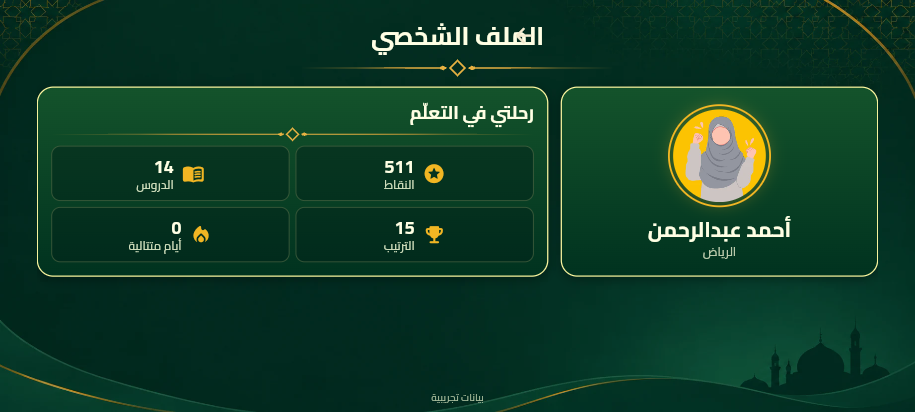 الملف الشخصي
أحمد عبدالرحمن
الرياض
رحلتي في التعلّم
511
النقاط
14
الدروس
15
الترتيب
0
أيام متتالية
بيانات تجريبية